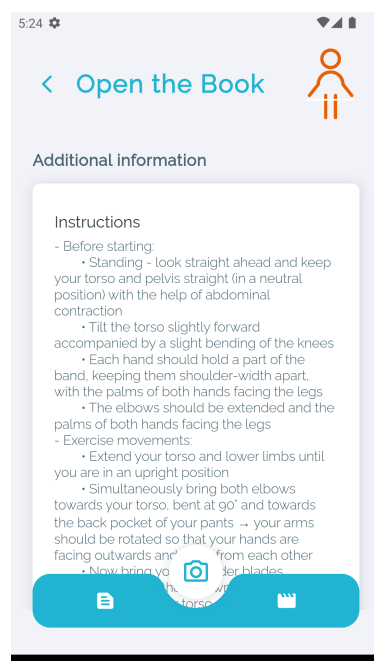 5:24
Open the Book
Additional information
Instructions
- Before starting:
• Standing - look straight ahead and keep
your torso and pelvis straight (in a neutral
position) with the help of abdominal
contraction
• Tilt the torso slightly forward
accompanied by a slight bending of the knees
• Each hand should hold a part of the
band, keeping them shoulder-width apart,
with the palms of both hands facing the legs
• The elbows should be extended and the
palms of both hands facing the legs
- Exercise movements:
• Extend your torso and lower limbs until
you are in an upright position
• Simultaneously bring both elbows
towards your torso, bent at 90° and towards
the back pocket of your pants → your arms
should be rotated so that your hands are
facing outwards and from each other
• Now bring blades
torso